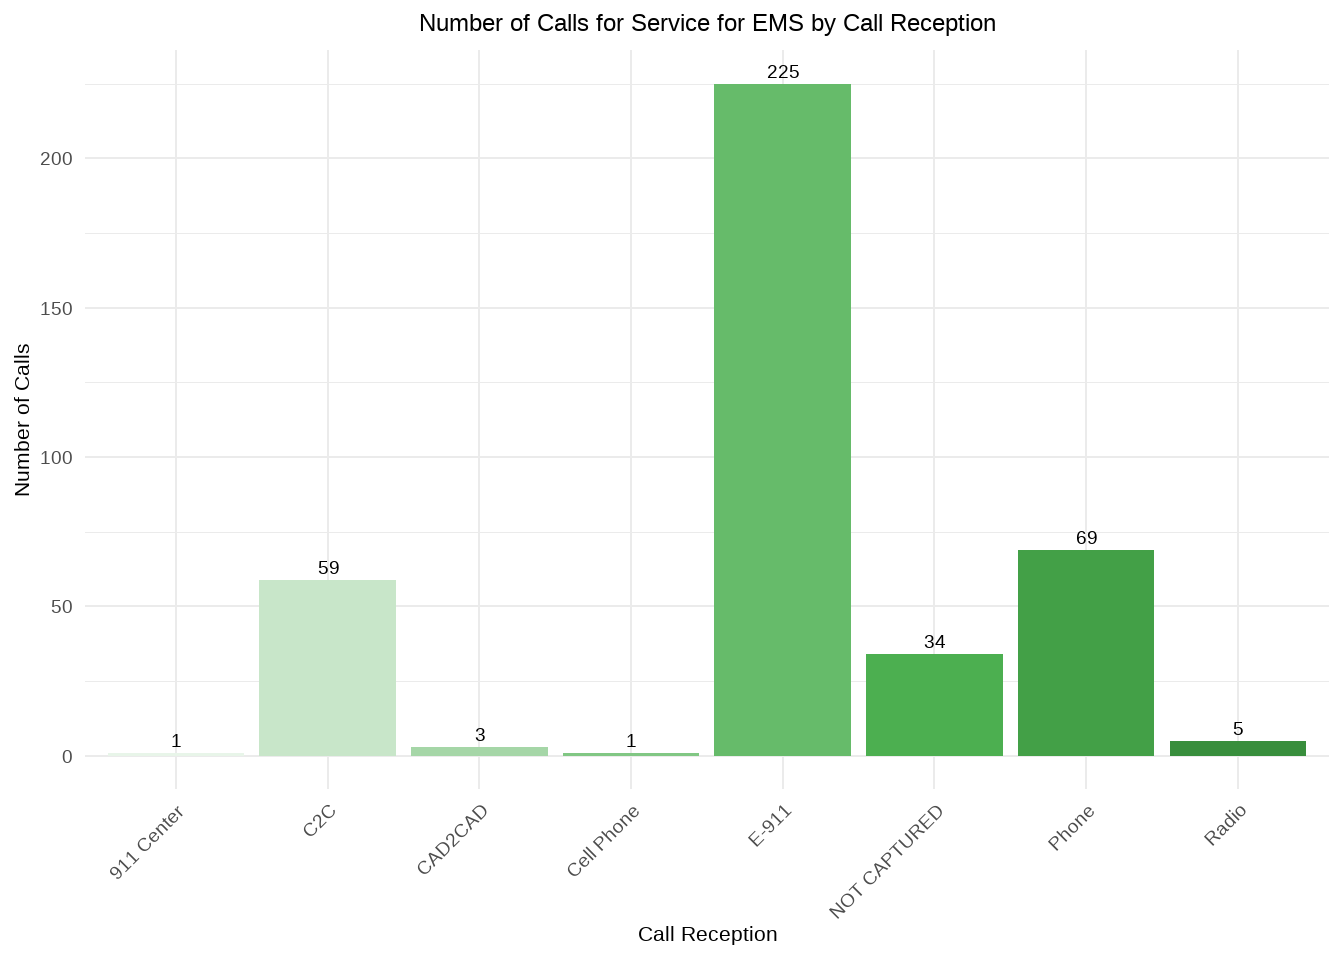 Number of Calls for Service for EMS by Call Reception
Number of Calls
200
150
100
50
0
1
59
3
1
225
34
69
5
911 Center
C2C
CAD2CAD
Cell Phone
E-911
NOT CAPTURED
Phone
Radio
Call Reception